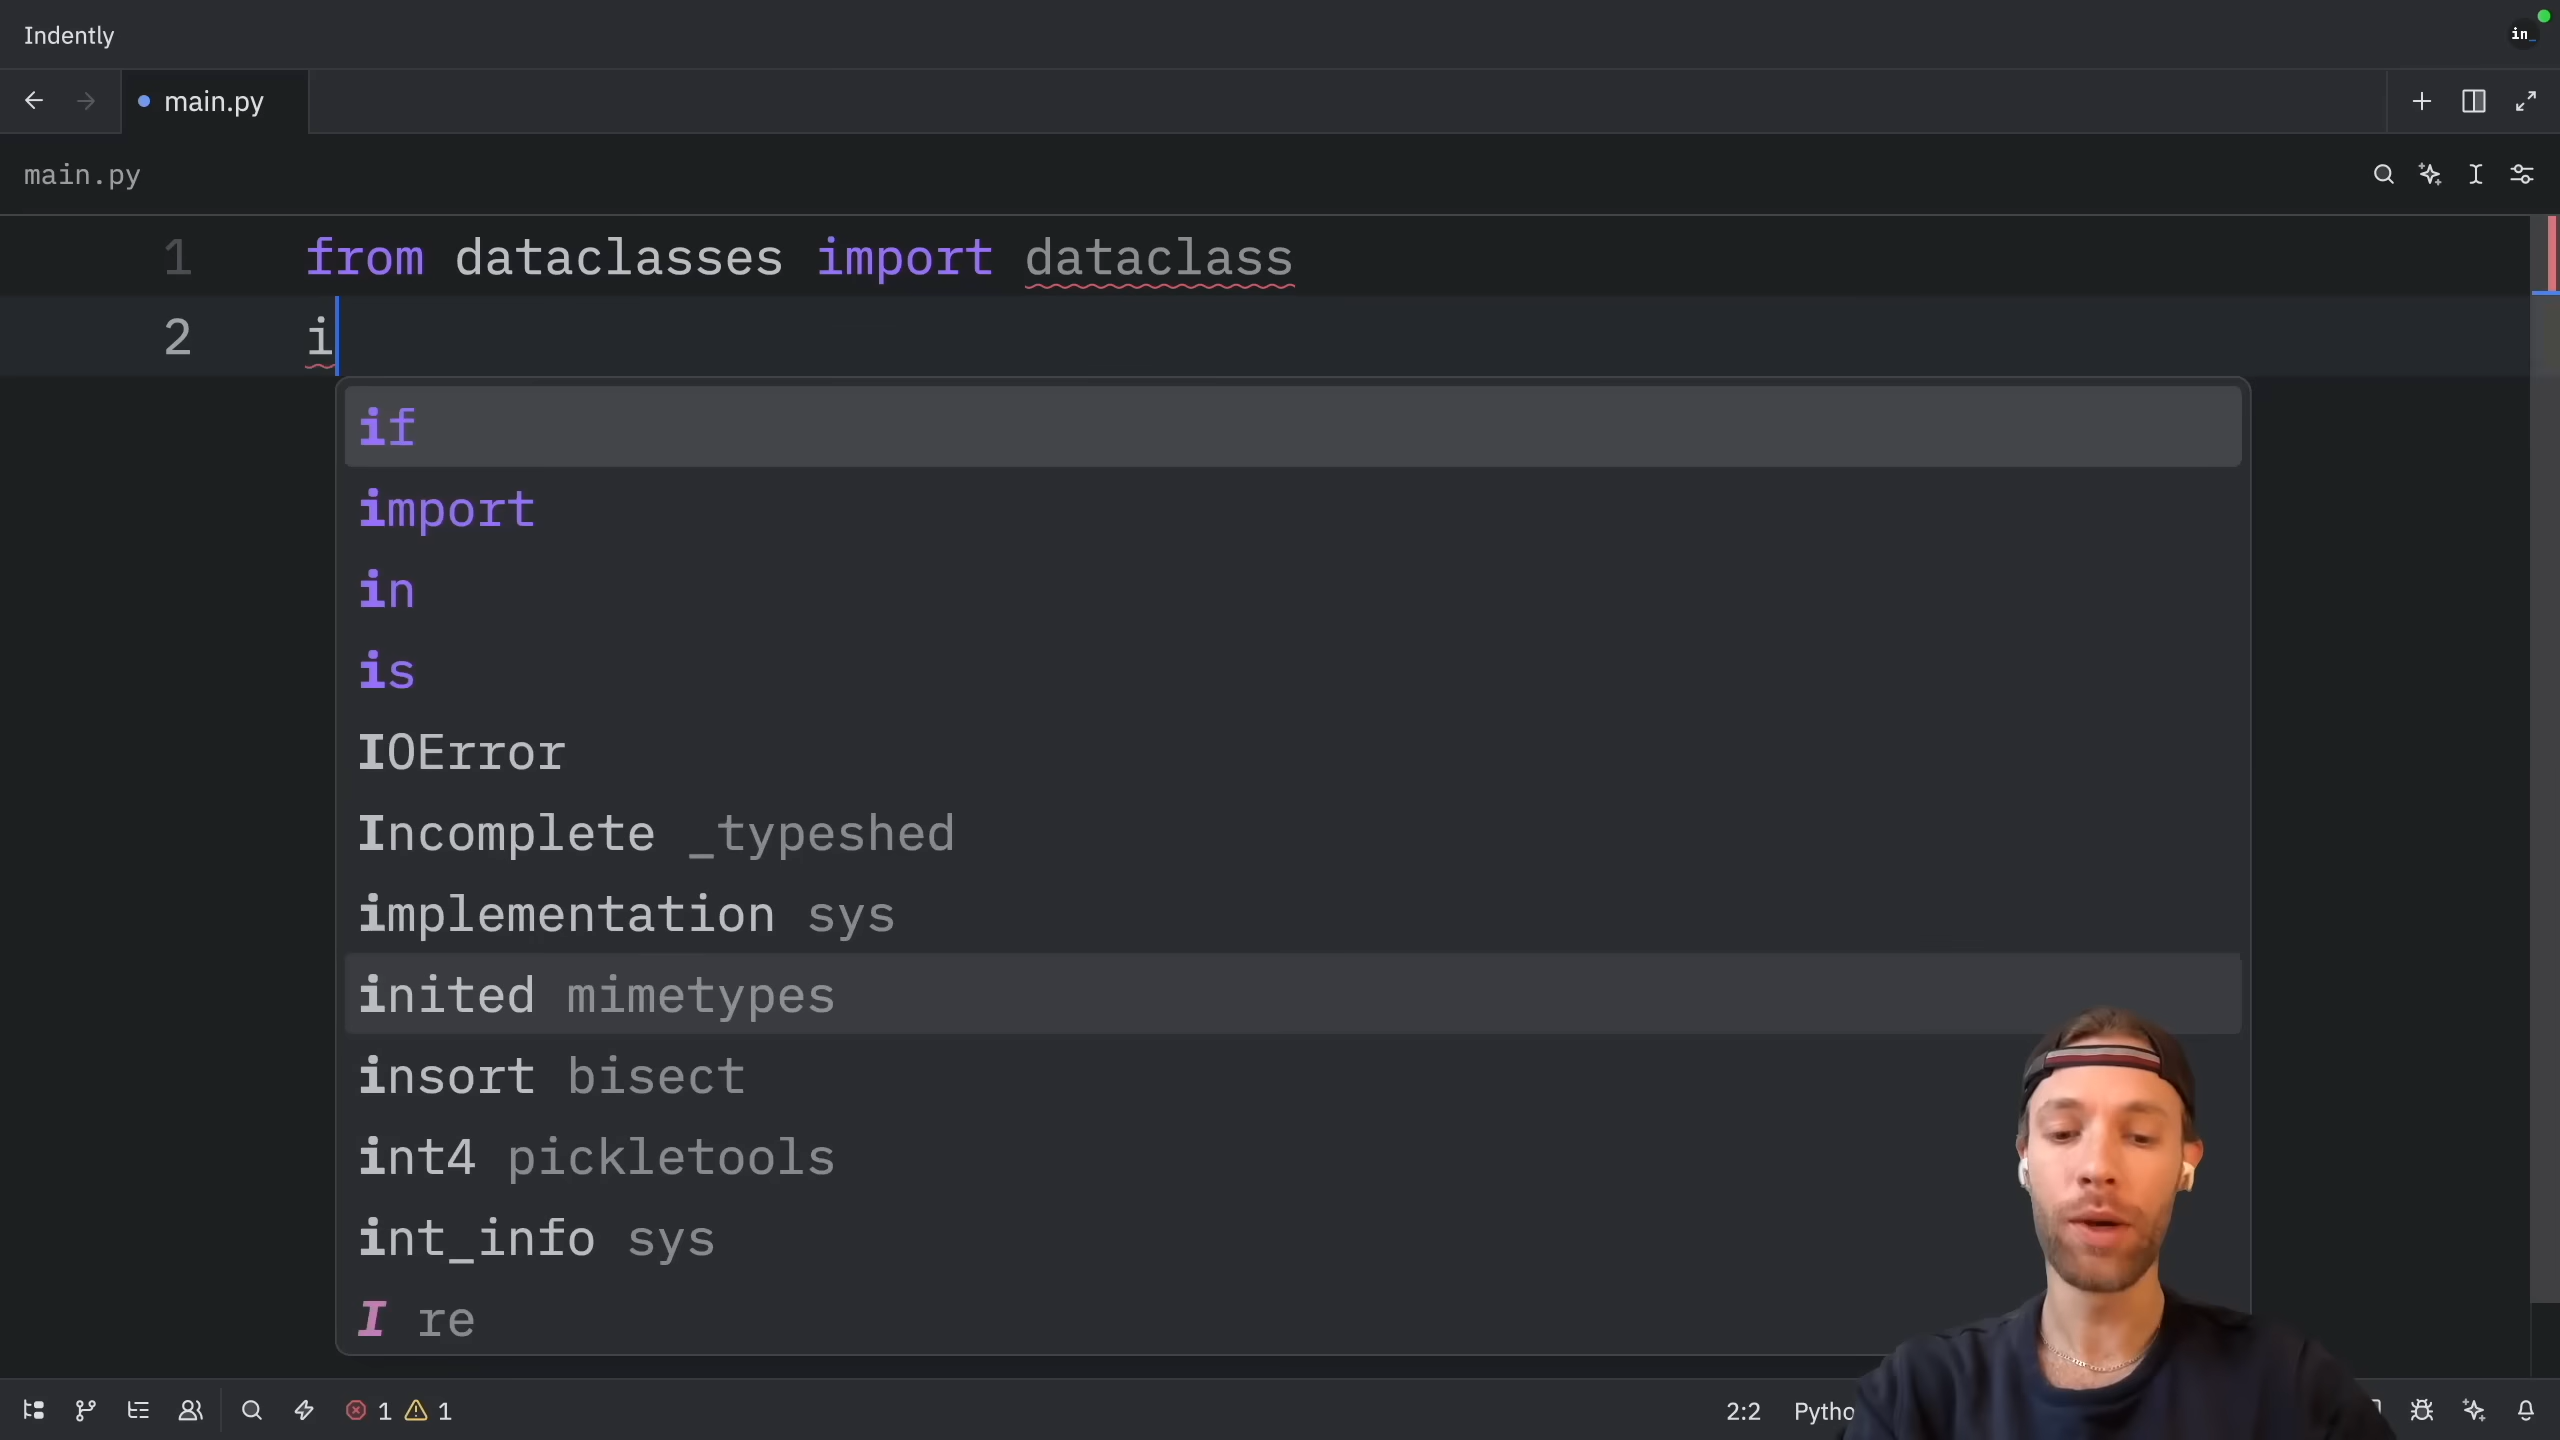 Indently
in_
main.py
main.py
1 from dataclasses import dataclass
2 i
if
import
in
is
IOError
Incomplete _typeshed
implementation sys
inited mimetypes
insort bisect
int4 pickletools
int_info sys
I re
1 1 2:2